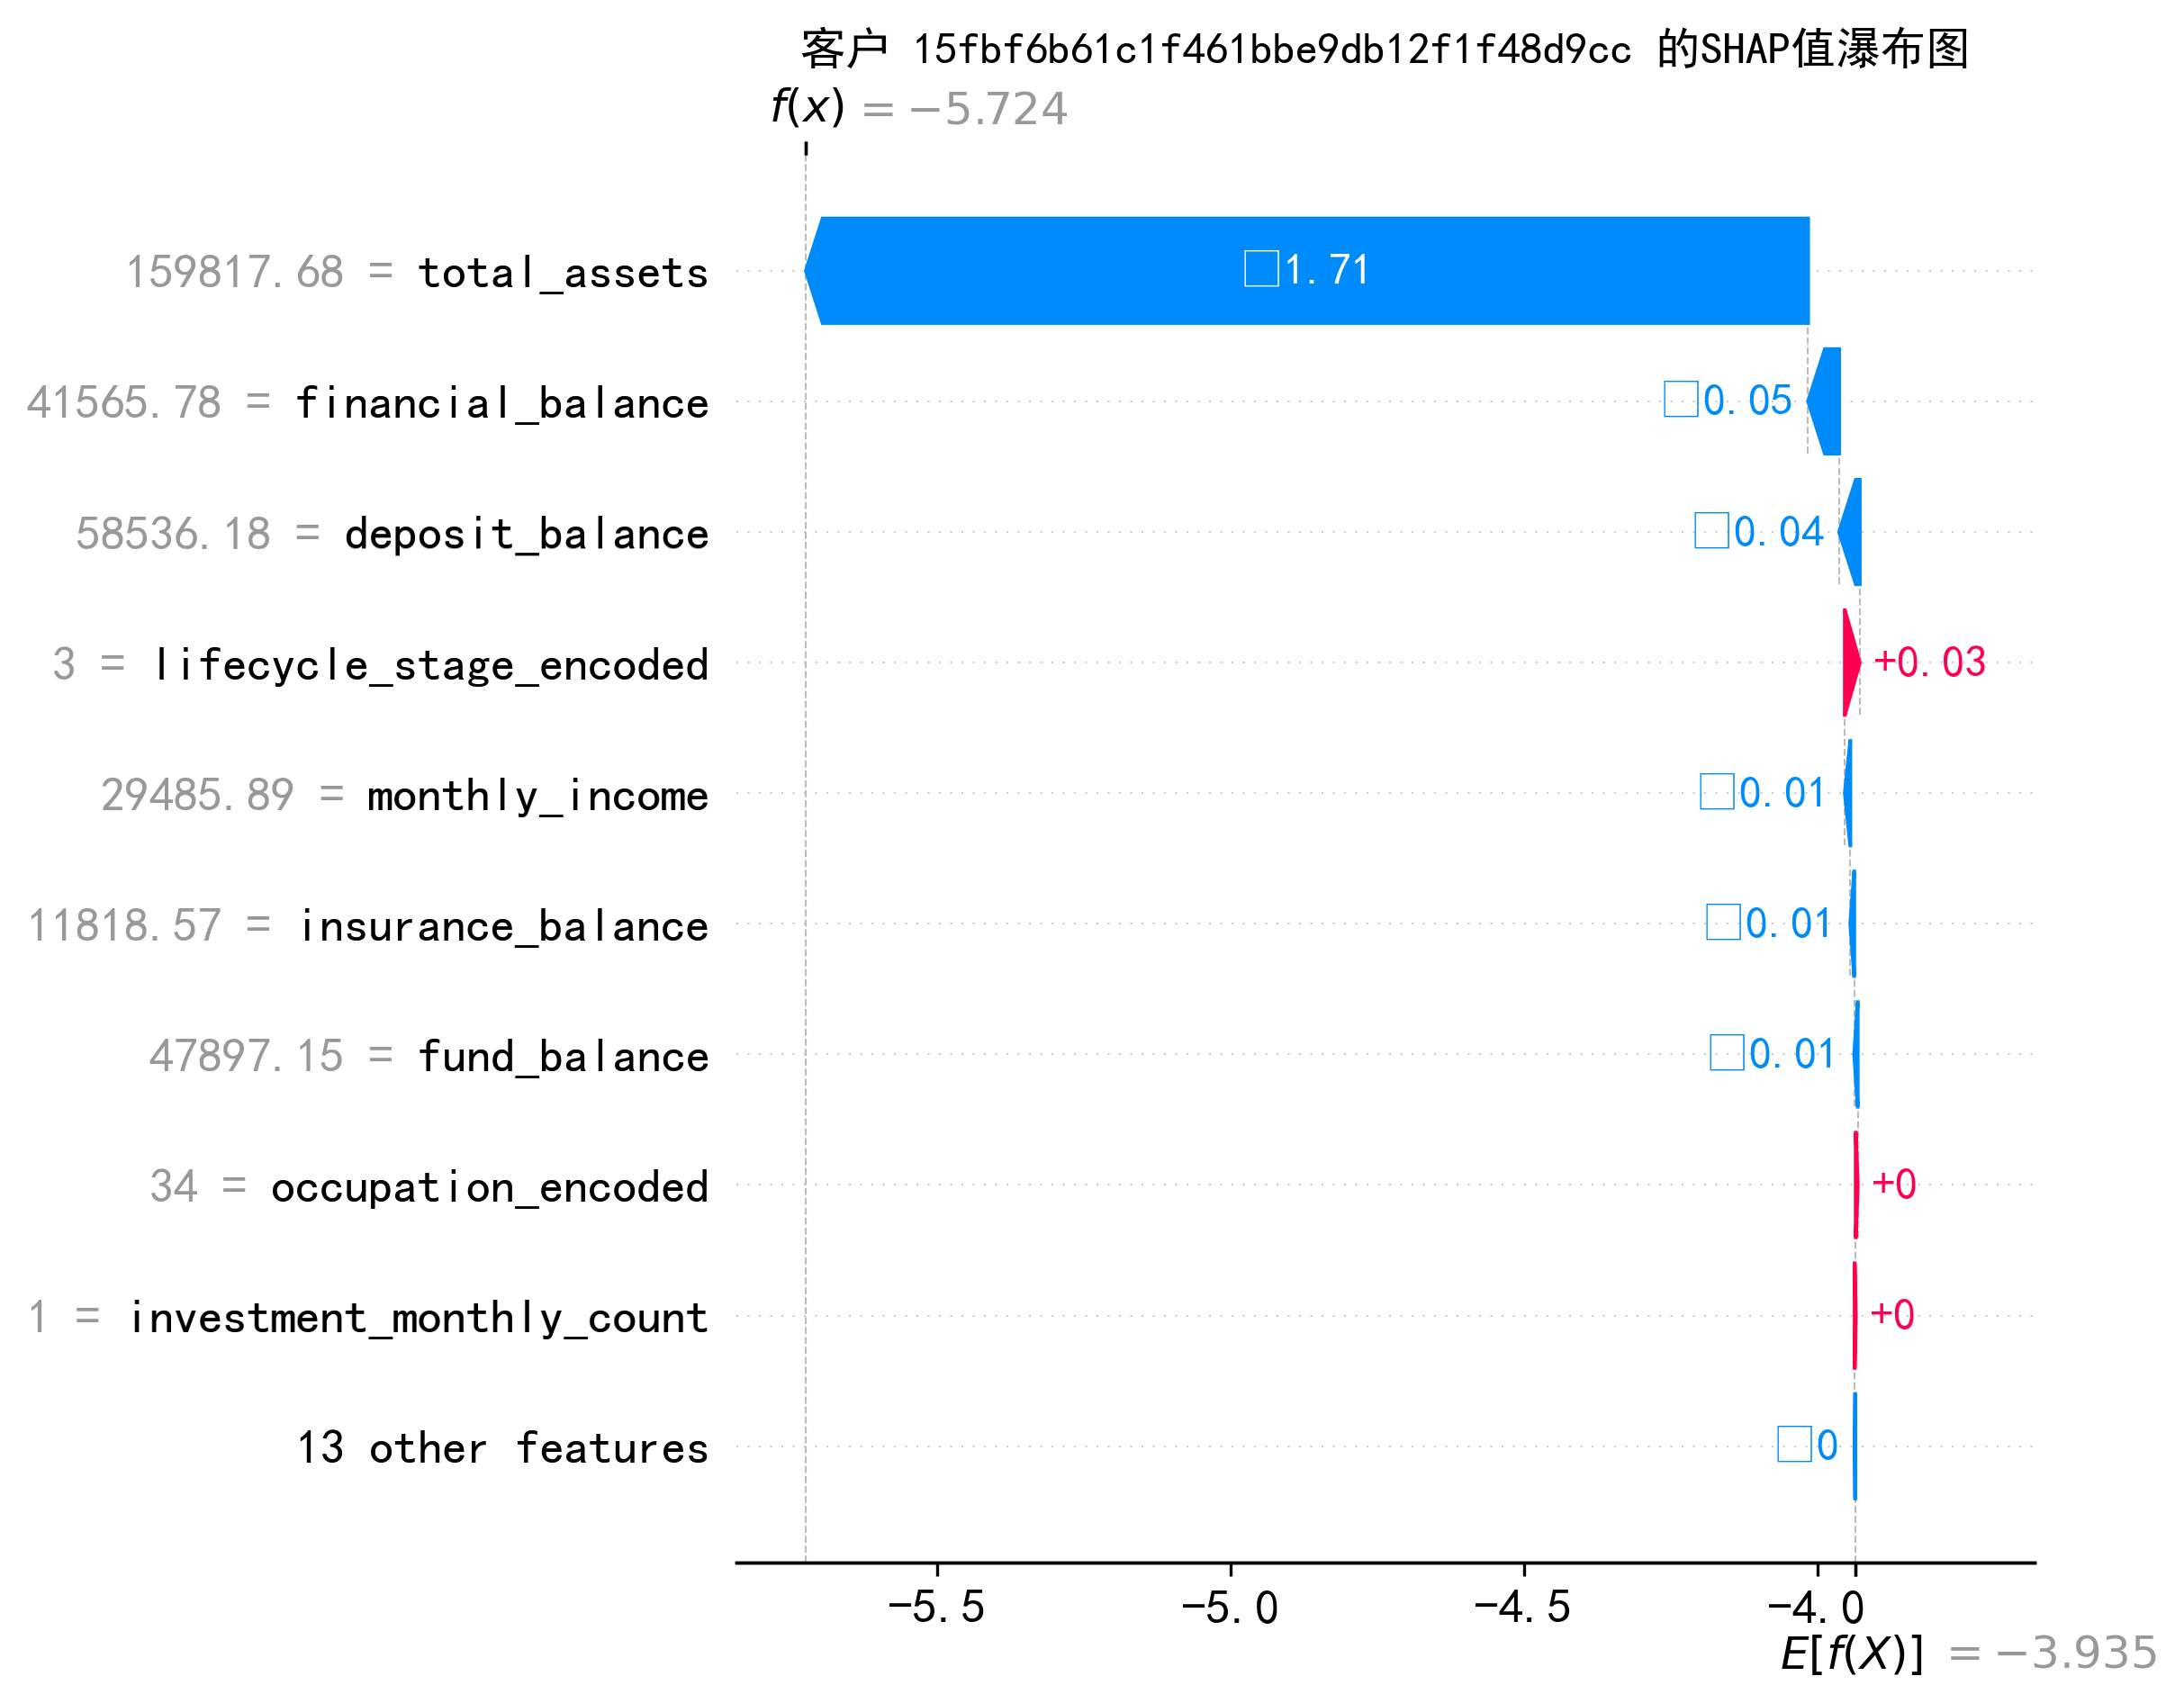 客户 15fbf6b61c1f461bbe9db12f1f48d9cc 的SHAP值瀑布图
f(x) = −5.724
159817.68 = total_assets □1.71
41565.78 = financial_balance □0.05
58536.18 = deposit_balance □0.04
3 = lifecycle_stage_encoded +0.03
29485.89 = monthly_income □0.01
11818.57 = insurance_balance □0.01
47897.15 = fund_balance □0.01
34 = occupation_encoded +0
1 = investment_monthly_count +0
13 other features □0
−5.5 −5.0 −4.5 −4.0
E[f(X)] = −3.935